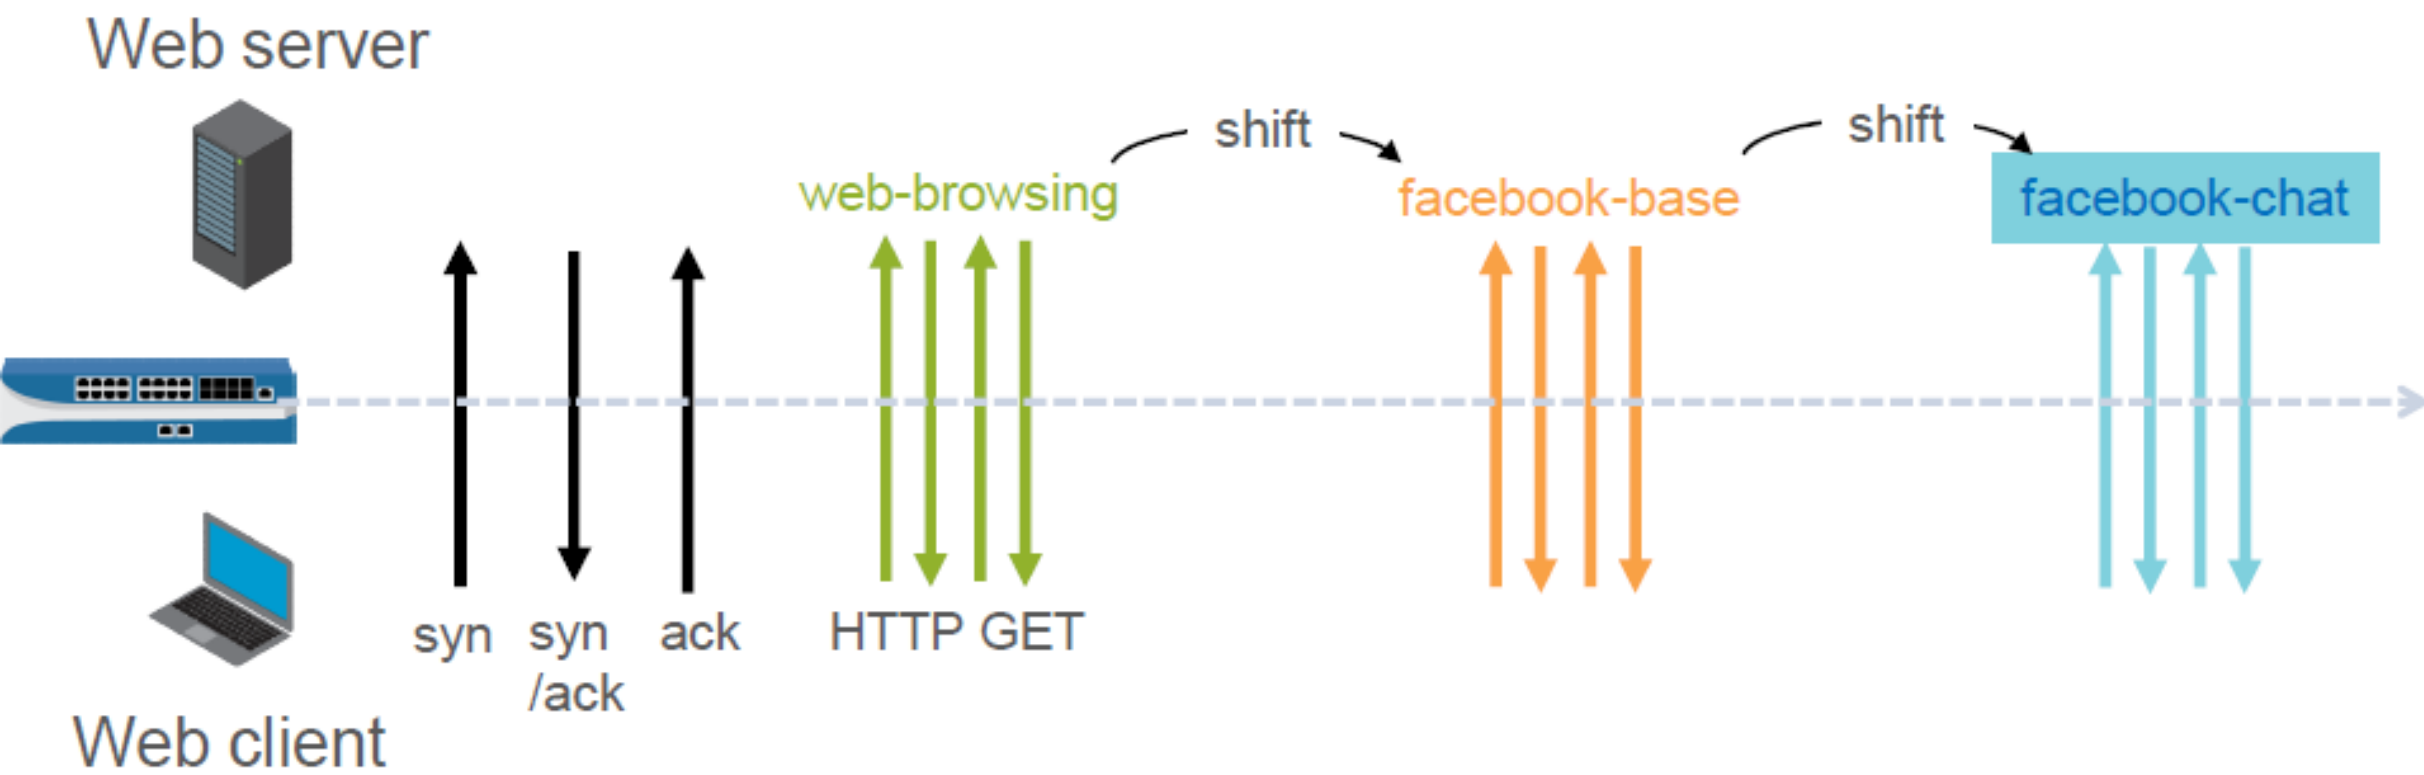 Web server
shift
shift
web-browsing
facebook-base
facebook-chat
syn
syn
/ack
ack
HTTP GET
Web client